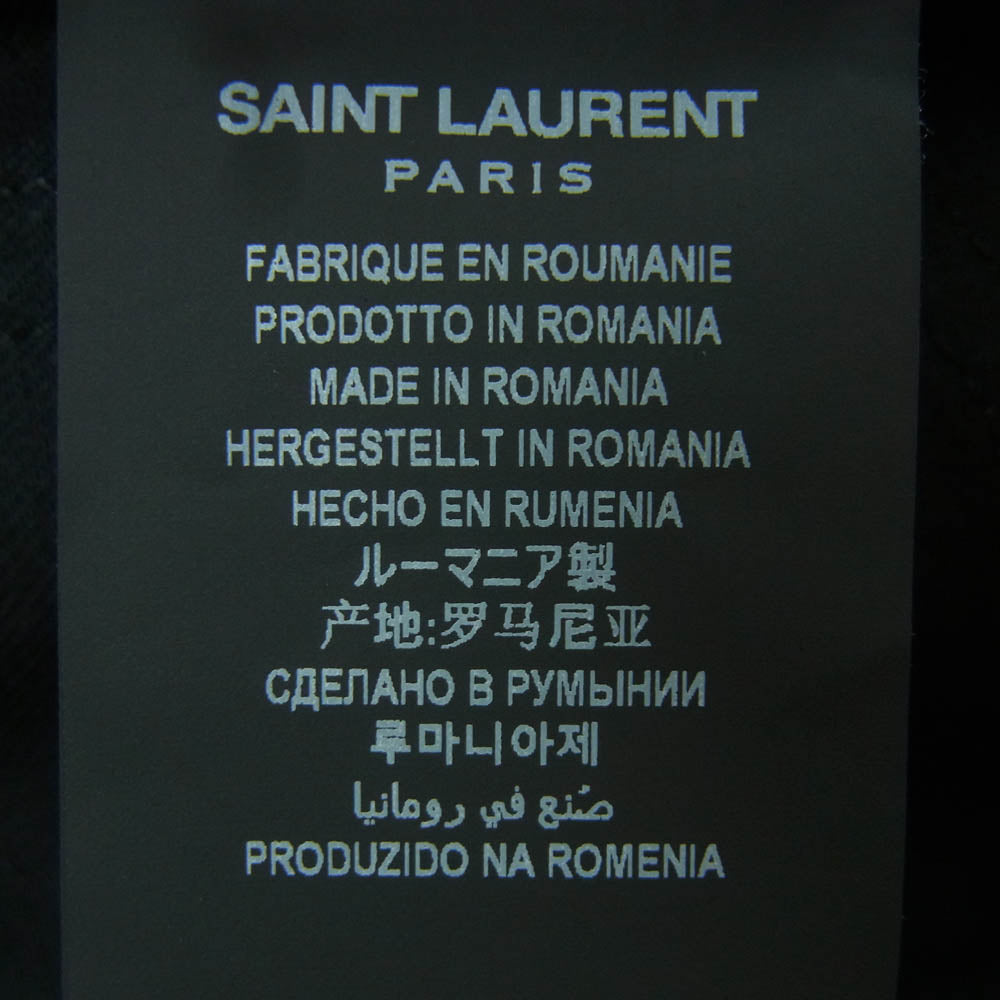 SAINT LAURENT
PARIS
FABRIQUE EN ROUMANIE
PRODOTTO IN ROMANIA
MADE IN ROMANIA
HERGESTELLT IN ROMANIA
HECHO EN RUMENIA
ルーマニア製
产地:罗马尼亚
СДЕЛАНО В РУМЫНИИ
루마니아제
صُنع في رومانيا
PRODUZIDO NA ROMENIA